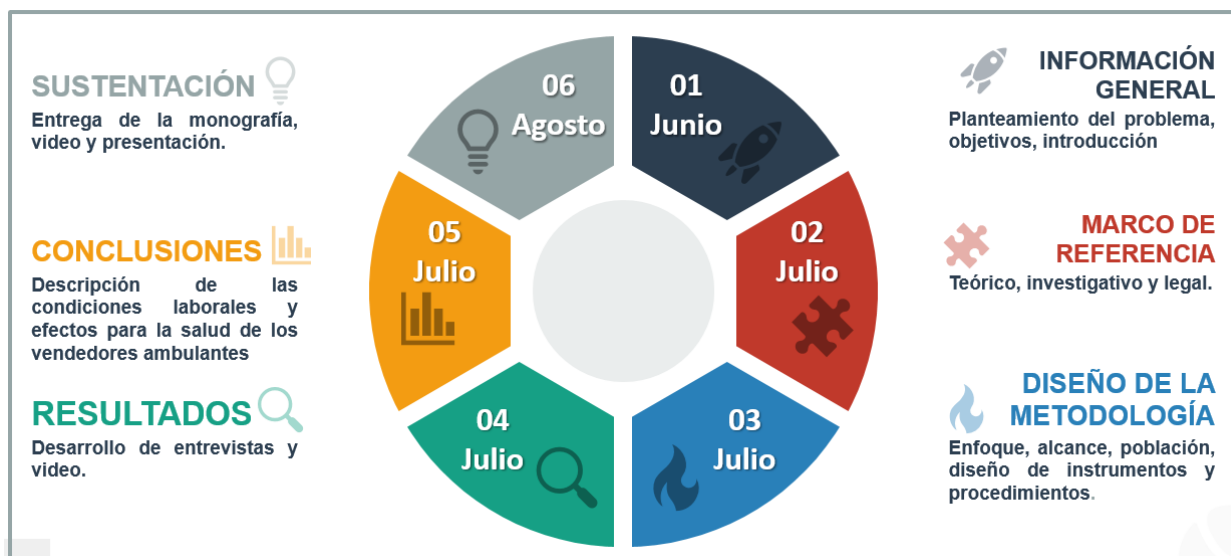 SUSTENTACIÓN
Entrega de la monografía,
video y presentación.
CONCLUSIONES
Descripción de las
condiciones laborales y
efectos para la salud de los
vendedores ambulantes
RESULTADOS
Desarrollo de entrevistas y
video.
06
Agosto
01
Junio
05
Julio
02
Julio
04
Julio
03
Julio
INFORMACIÓN
GENERAL
Planteamiento del problema,
objetivos, introducción
MARCO DE
REFERENCIA
Teórico, investigativo y legal.
DISEÑO DE LA
METODOLOGÍA
Enfoque, alcance, población,
diseño de instrumentos y
procedimientos.